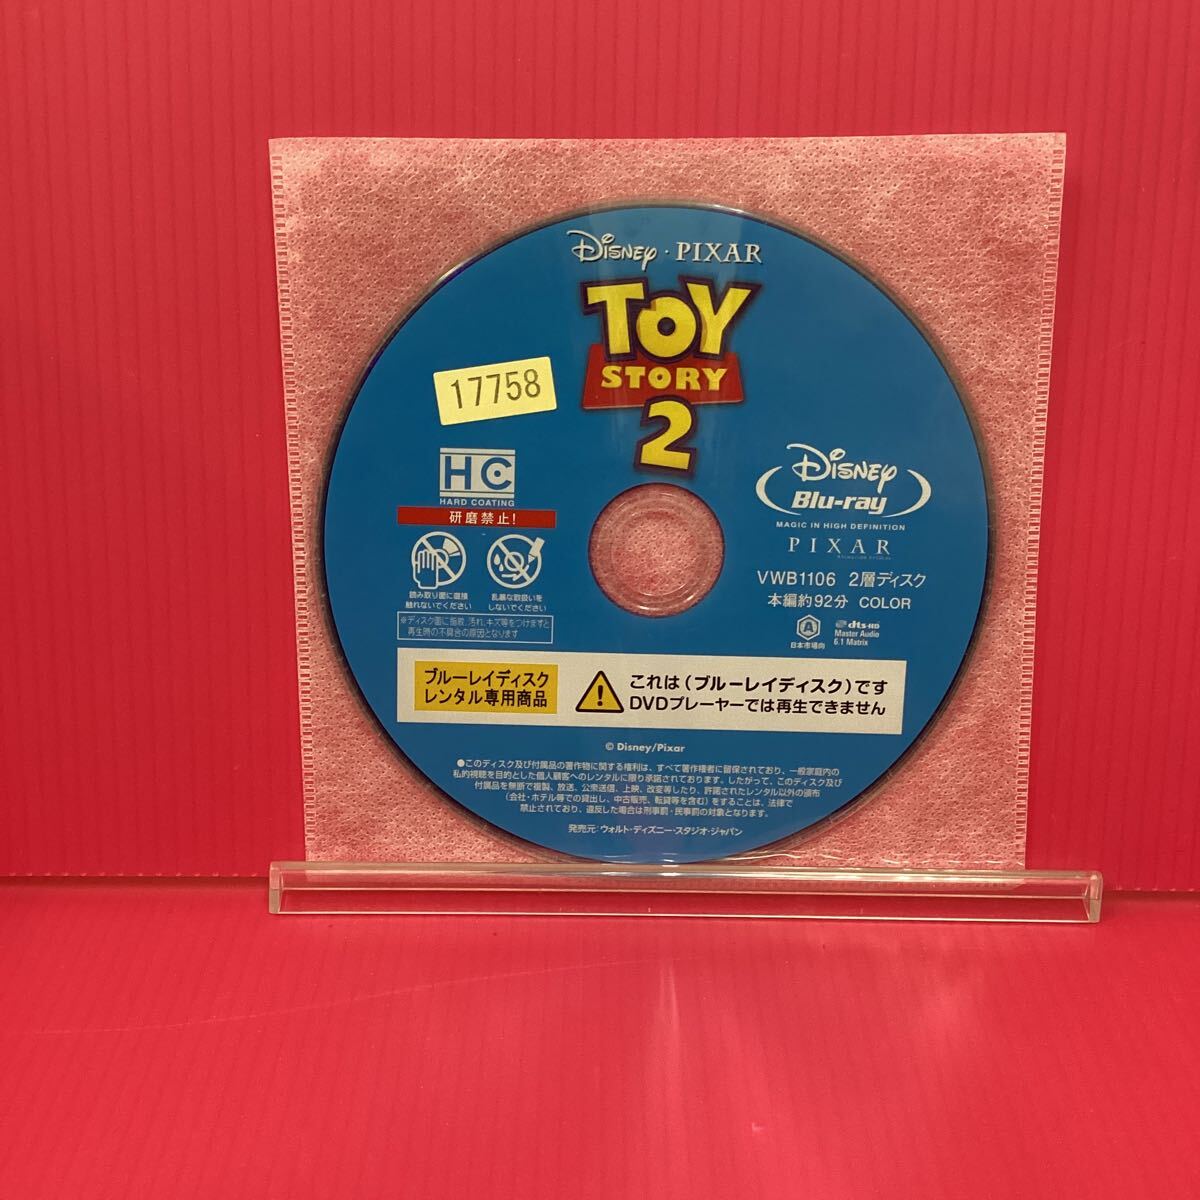 Disney · PIXAR
TOY
STORY
2
17758
HC
HARD COATING
研磨禁止!
読み取り面に直接
触れないでください
乱暴な取扱いを
しないでください
※ディスク面に指紋、汚れ、キズ等をつけますと
再生時の不具合の原因となります
Disney
Blu-ray
MAGIC IN HIGH DEFINITION
PIXAR
VWB1106 2層ディスク
本編約92分 COLOR
A
日本市場向
dts-HD
Master Audio
6.1 Matrix
ブルーレイディスク
レンタル専用商品
これは(ブルーレイディスク)です
DVDプレーヤーでは再生できません
© Disney/Pixar
●このディスク及び付属品の著作物に関する権利は、すべて著作権者に留保されており、一般家庭内の
私的視聴を目的とした個人顧客へのレンタルに限り承諾されております。したがって、このディスク及び
付属品を無断で複製、放送、公衆送信、上映、改変等したり、許諾されたレンタル以外の頒布
(会社・ホテル等での貸出し、中古販売、転貸等を含む)をすることは、法律で
禁止されており、違反した場合は刑事罰・民事罰の対象となります。
発売元:ウォルト・ディズニー・スタジオ・ジャパン